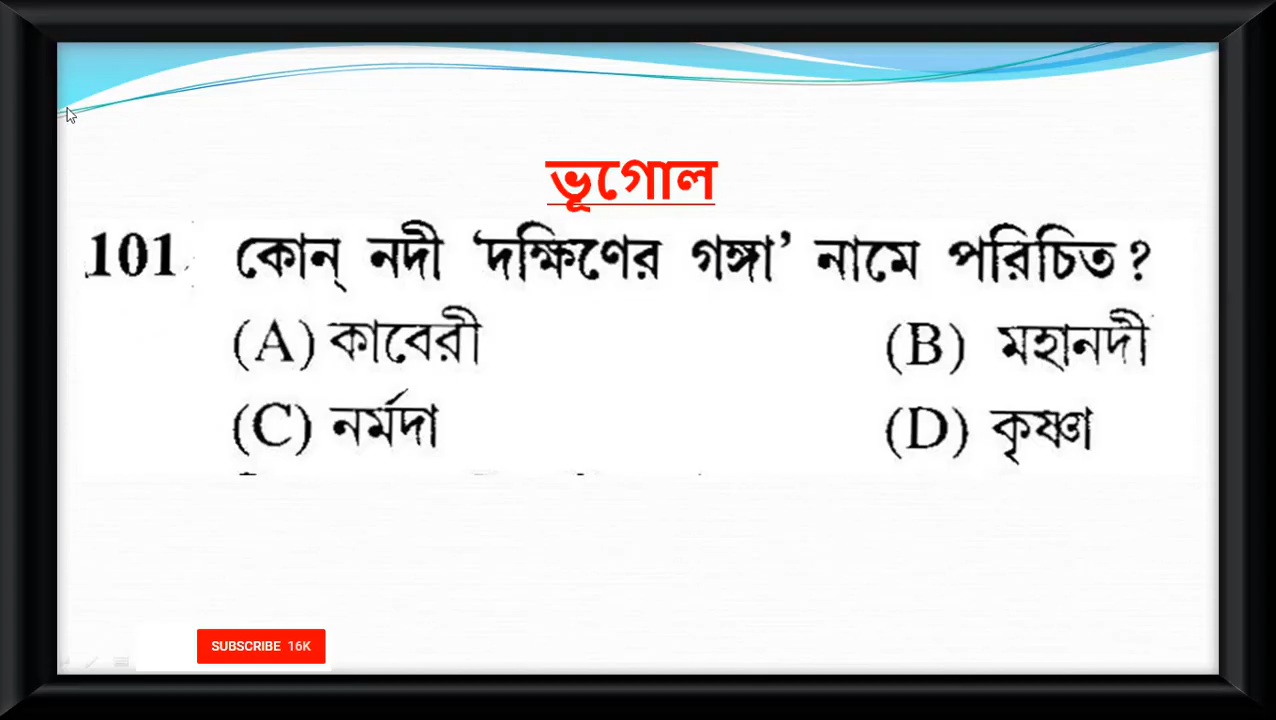 ভূগোল
101 কোন্ নদী ‘দক্ষিণের গঙ্গা’ নামে পরিচিত ?
(A) কাবেরী (B) মহানদী
(C) নর্মদা (D) কৃষ্ণা
SUBSCRIBE 16K